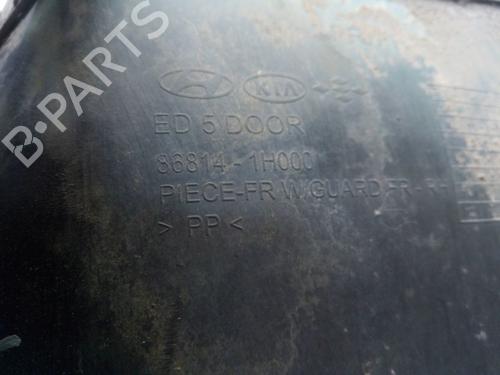 B-PARTS
KIA
ED 5 DOOR
86814-1H000
PIECE-FR W/GUARD FR-RH
> PP <